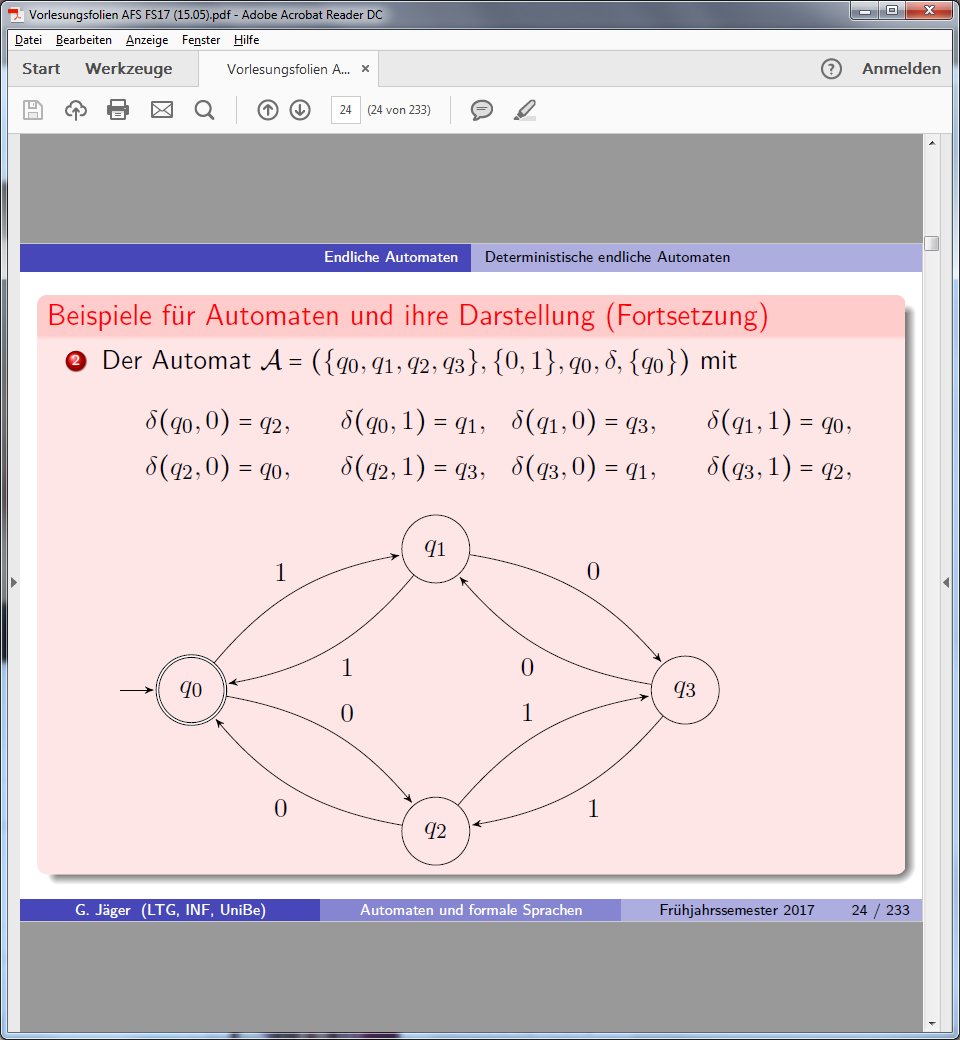 Vorlesungsfolien AFS FS17 (15.05).pdf - Adobe Acrobat Reader DC
Datei Bearbeiten Anzeige Fenster Hilfe
Start Werkzeuge Vorlesungsfolien A... × ? Anmelden
24 (24 von 233)
Endliche Automaten Deterministische endliche Automaten
Beispiele für Automaten und ihre Darstellung (Fortsetzung)
2 Der Automat 𝒜 = ({q₀, q₁, q₂, q₃}, {0, 1}, q₀, δ, {q₀}) mit
δ(q₀, 0) = q₂, δ(q₀, 1) = q₁, δ(q₁, 0) = q₃, δ(q₁, 1) = q₀,
δ(q₂, 0) = q₀, δ(q₂, 1) = q₃, δ(q₃, 0) = q₁, δ(q₃, 1) = q₂,
q₁
1 0
1 0
q₀ q₃
0 1
0 1
q₂
G. Jäger (LTG, INF, UniBe) Automaten und formale Sprachen Frühjahrssemester 2017 24 / 233